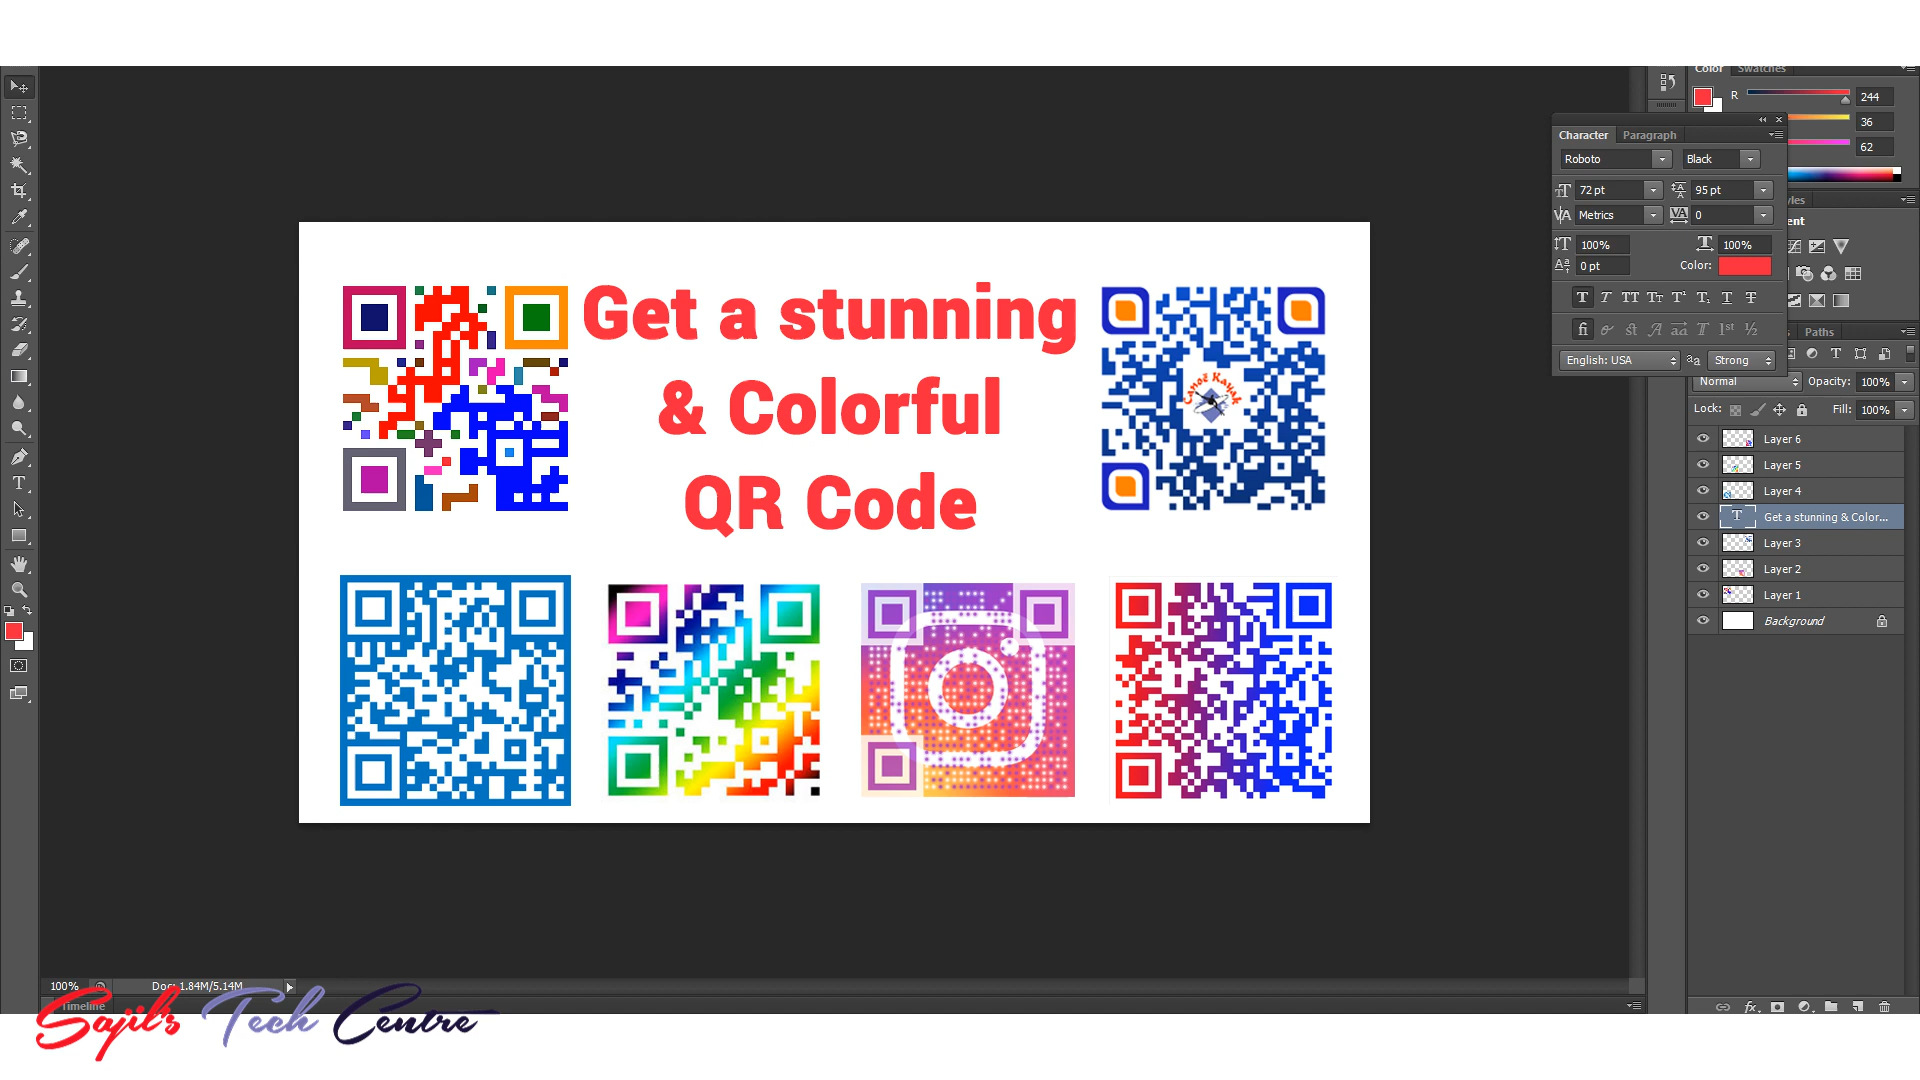 Color Swatches
R 244
36
62
Character Paragraph
Roboto Black
72 pt 95 pt
Metrics 0
100% 100%
0 pt Color:
English: USA Strong
Paths
Normal Opacity: 100%
Lock: Fill: 100%
Layer 6
Layer 5
Layer 4
Get a stunning & Color...
Layer 3
Layer 2
Layer 1
Background
Get a stunning
& Colorful
QR Code
Canoë Kayak
100% Doc: 1.84M/5.14M
Timeline
Sajil's Tech Centre